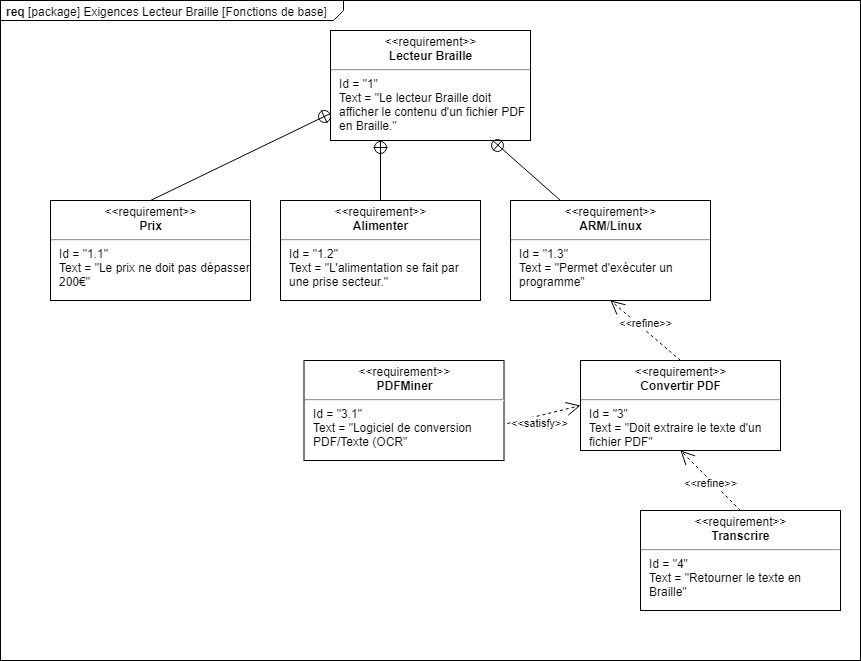 req [package] Exigences Lecteur Braille [Fonctions de base]
<<requirement>>
Lecteur Braille
Id = "1"
Text = "Le lecteur Braille doit
afficher le contenu d'un fichier PDF
en Braille."
<<requirement>>
Prix
Id = "1.1"
Text = "Le prix ne doit pas dépasser
200€"
<<requirement>>
Alimenter
Id = "1.2"
Text = "L'alimentation se fait par
une prise secteur."
<<requirement>>
ARM/Linux
Id = "1.3"
Text = "Permet d'exécuter un
programme"
<<refine>>
<<requirement>>
PDFMiner
Id = "3.1"
Text = "Logiciel de conversion
PDF/Texte (OCR"
<<satisfy>>
<<requirement>>
Convertir PDF
Id = "3"
Text = "Doit extraire le texte d'un
fichier PDF"
<<refine>>
<<requirement>>
Transcrire
Id = "4"
Text = "Retourner le texte en
Braille"